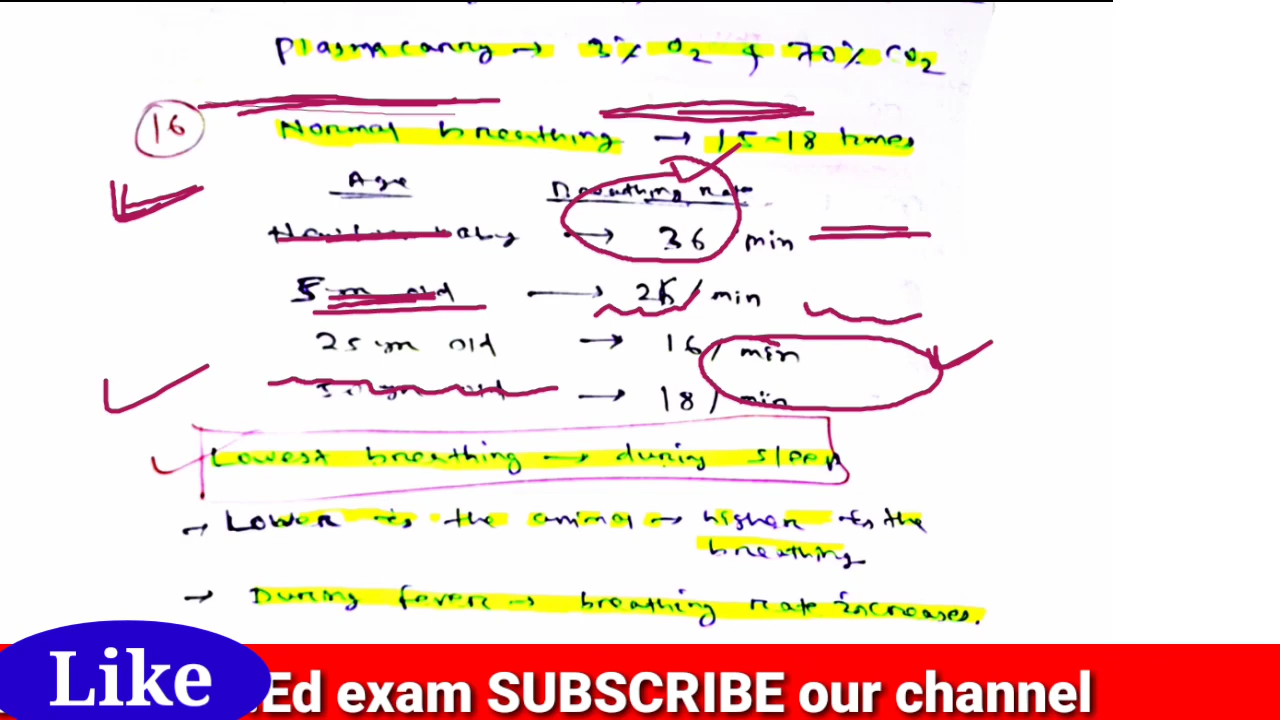 Plasma carry → 3% O2 & 70% CO2
16 Normal breathing → 15-18 times
Age Breathing rate
baby → 36 min
5 old → 26/min
25 old → 16/ min
→ 18/ min
Lowest breathing → during sleep
→ Lower is the animal → higher is the
breathing
→ During fever → breathing rate increases.
Like Ed exam SUBSCRIBE our channel